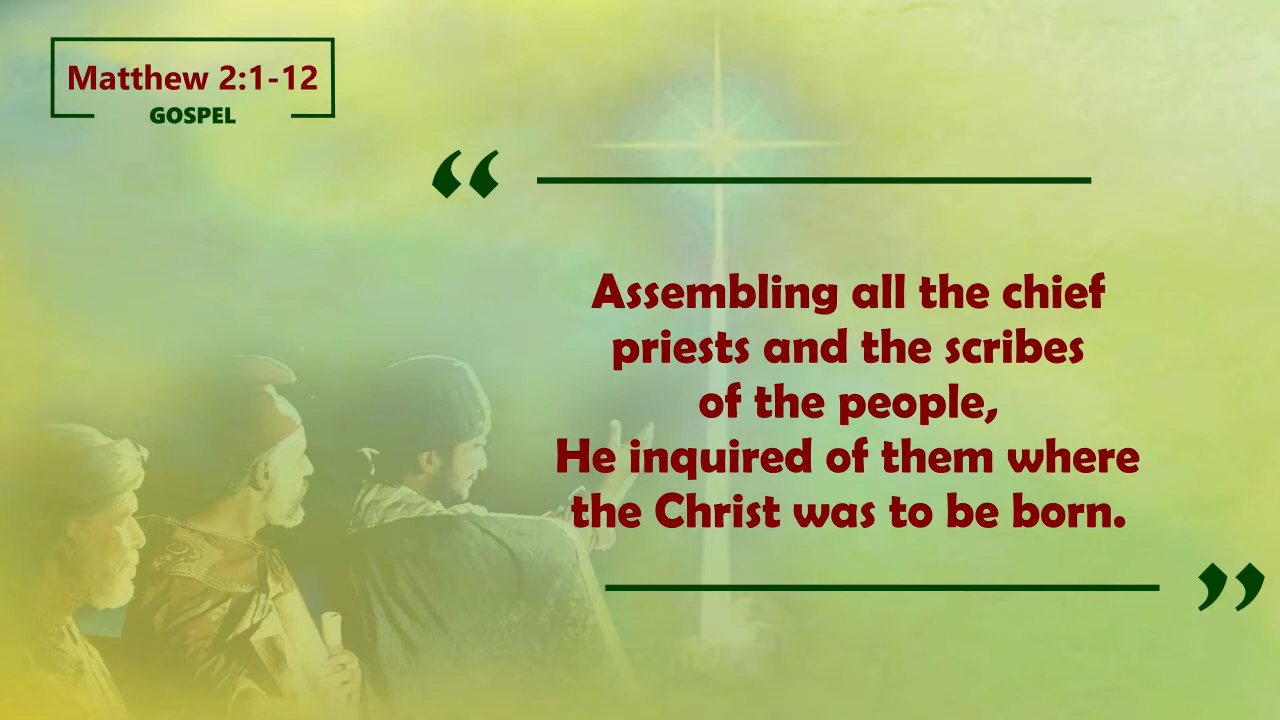 Matthew 2:1-12
GOSPEL
“
Assembling all the chief
priests and the scribes
of the people,
He inquired of them where
the Christ was to be born.
”